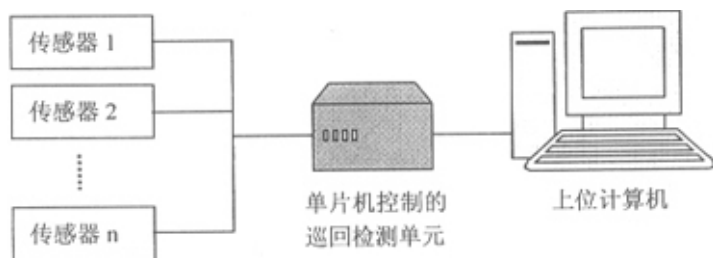 传感器 1
传感器 2
传感器 n
单片机控制的
巡回检测单元
上位计算机